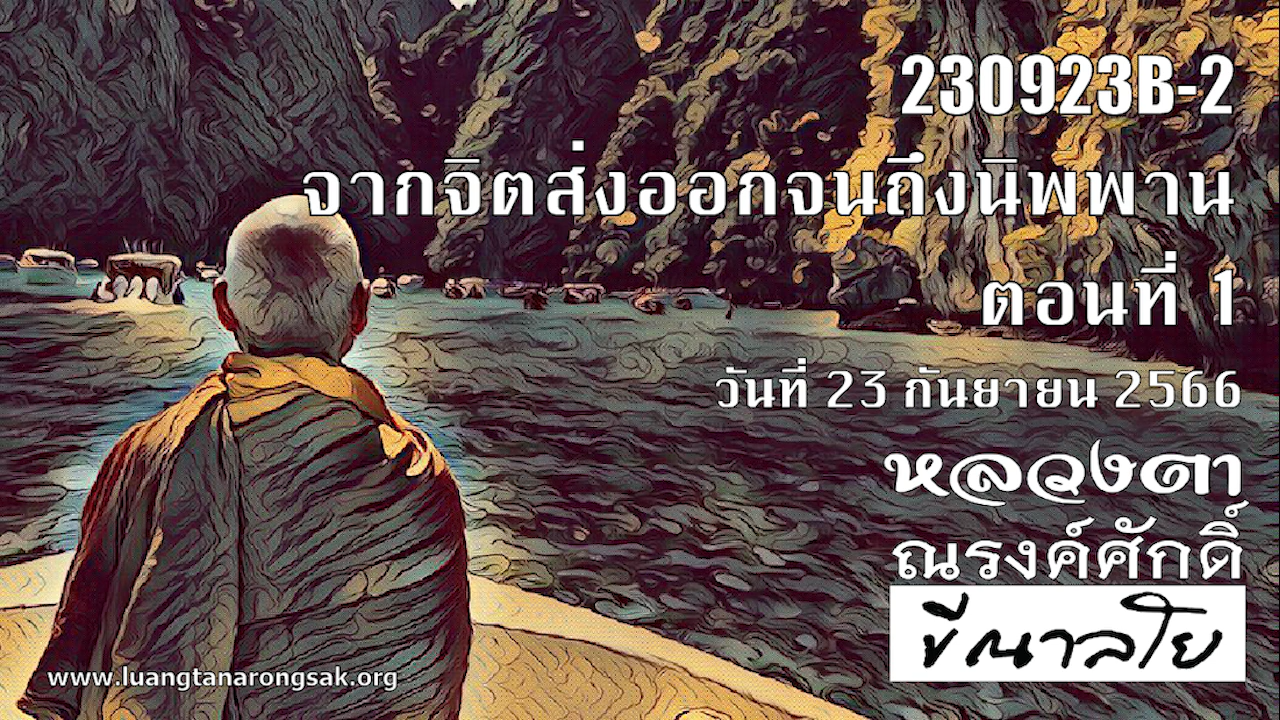 230923B-2
จากจิตส่งออกจนถึงนิพพาน
ตอนที่ 1
วันที่ 23 กันยายน 2566
หลวงตา
ณรงค์ศักดิ์
ขีณาลโย
www.luangtanarongsak.org